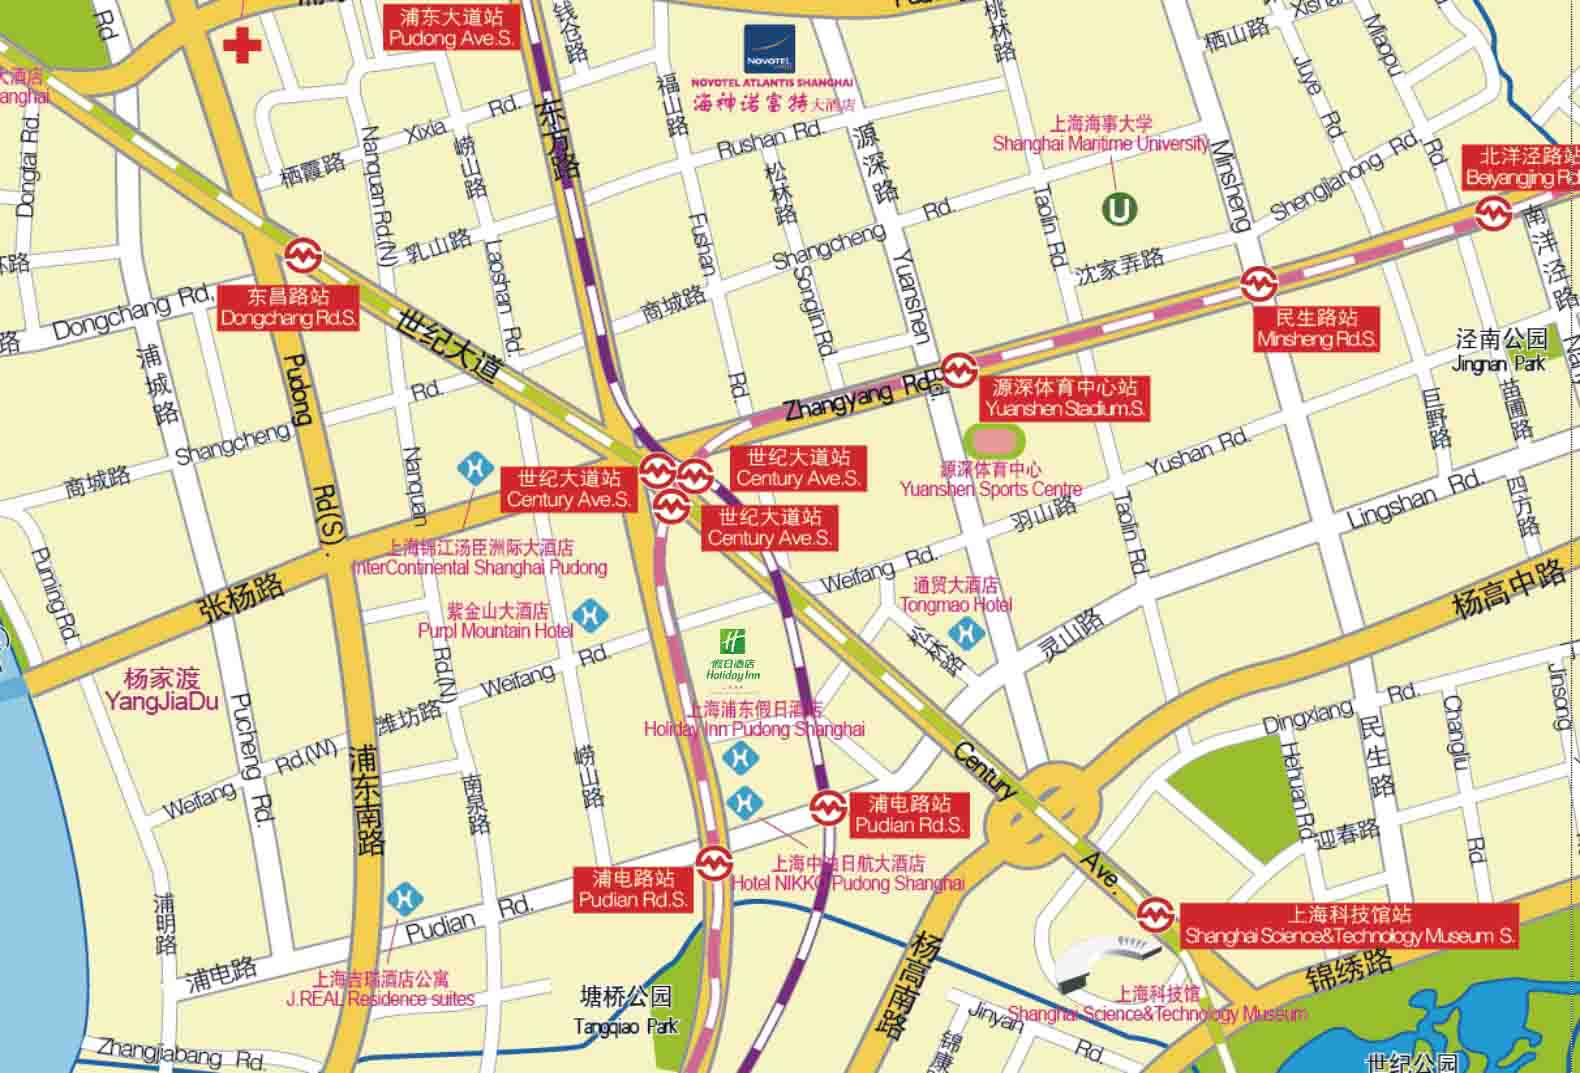 浦东大道站
Pudong Ave.S.
钱仓路
桃林路
Rd
栖山路
Xisha
Miaopu
Juye
Rd.
NOVOTEL
NOVOTEL ATLANTIS SHANGHAI
海神诺富特大酒店
大酒店
anghai
福山路
东方路
Xixia
Rd.
栖霞路
崂山路
Nanquan Rd.(N)
Dongtai Rd.
Rushan Rd.
松林路
源深路
上海海事大学
Shanghai Maritime University
U
Minsheng
Shengjianong Rd.
Rd.
北洋泾路站
Beiyangjing Rd
南洋泾路
Taolin Rd
沈家弄路
乳山路
Laoshan Rd.
Fushan
Rd.
Shangcheng
Rd.
商城路
Songlin Rd.
Yuanshen
Rd.
东昌路站
Dongchang Rd.S.
Dongchang Rd.
路
世纪大道
民生路站
Minsheng Rd.S.
泾南公园
Jingnan Park
Nan
浦城路
Pudong
Rd(S).
Rd.
Shangcheng
商城路
Zhangyang Rd.
源深体育中心站
Yuanshen Stadium.S.
源深体育中心
Yuanshen Sports Centre
巨野路
苗圃路
Yushan Rd.
羽山路
Lingshan Rd.
四方路
Nanquan
世纪大道站
Century Ave.S.
世纪大道站
Century Ave.S.
世纪大道站
Century Ave.S.
上海锦江汤臣洲际大酒店
InterContinental Shanghai Pudong
紫金山大酒店
Purpl Mountain Hotel
Weifang Rd.
通贸大酒店
Tongmao Hotel
松林路
Taolin Rd
灵山路
杨高中路
Puming Rd.
张杨路
杨家渡
YangJiaDu
Rd.(N)
Weifang
Rd.
潍坊路
Holiday Inn
假日酒店
上海浦东假日酒店
Holiday Inn Pudong Shanghai
Pucheng Rd.
Weifang
Rd.(W)
浦东南路
南泉路
崂山路
Century
Ave.
Dingxiang
Rd.
民生路
Changliu
Rd
Jinsong
Hehuan Rd
迎春路
浦电路站
Pudian Rd.S.
浦电路站
Pudian Rd.S.
上海中油日航大酒店
Hotel NIKKO Pudong Shanghai
浦明路
Pudian
Rd.
浦电路
上海吉瑞酒店公寓
J.REAL Residence suites
塘桥公园
Tangqiao Park
杨高南路
上海科技馆站
Shanghai Science&Technology Museum S.
上海科技馆
Shanghai Science&Technology Museum
锦绣路
Jinyan
Rd.
锦康
Zhangjiabang Rd.
世纪公园